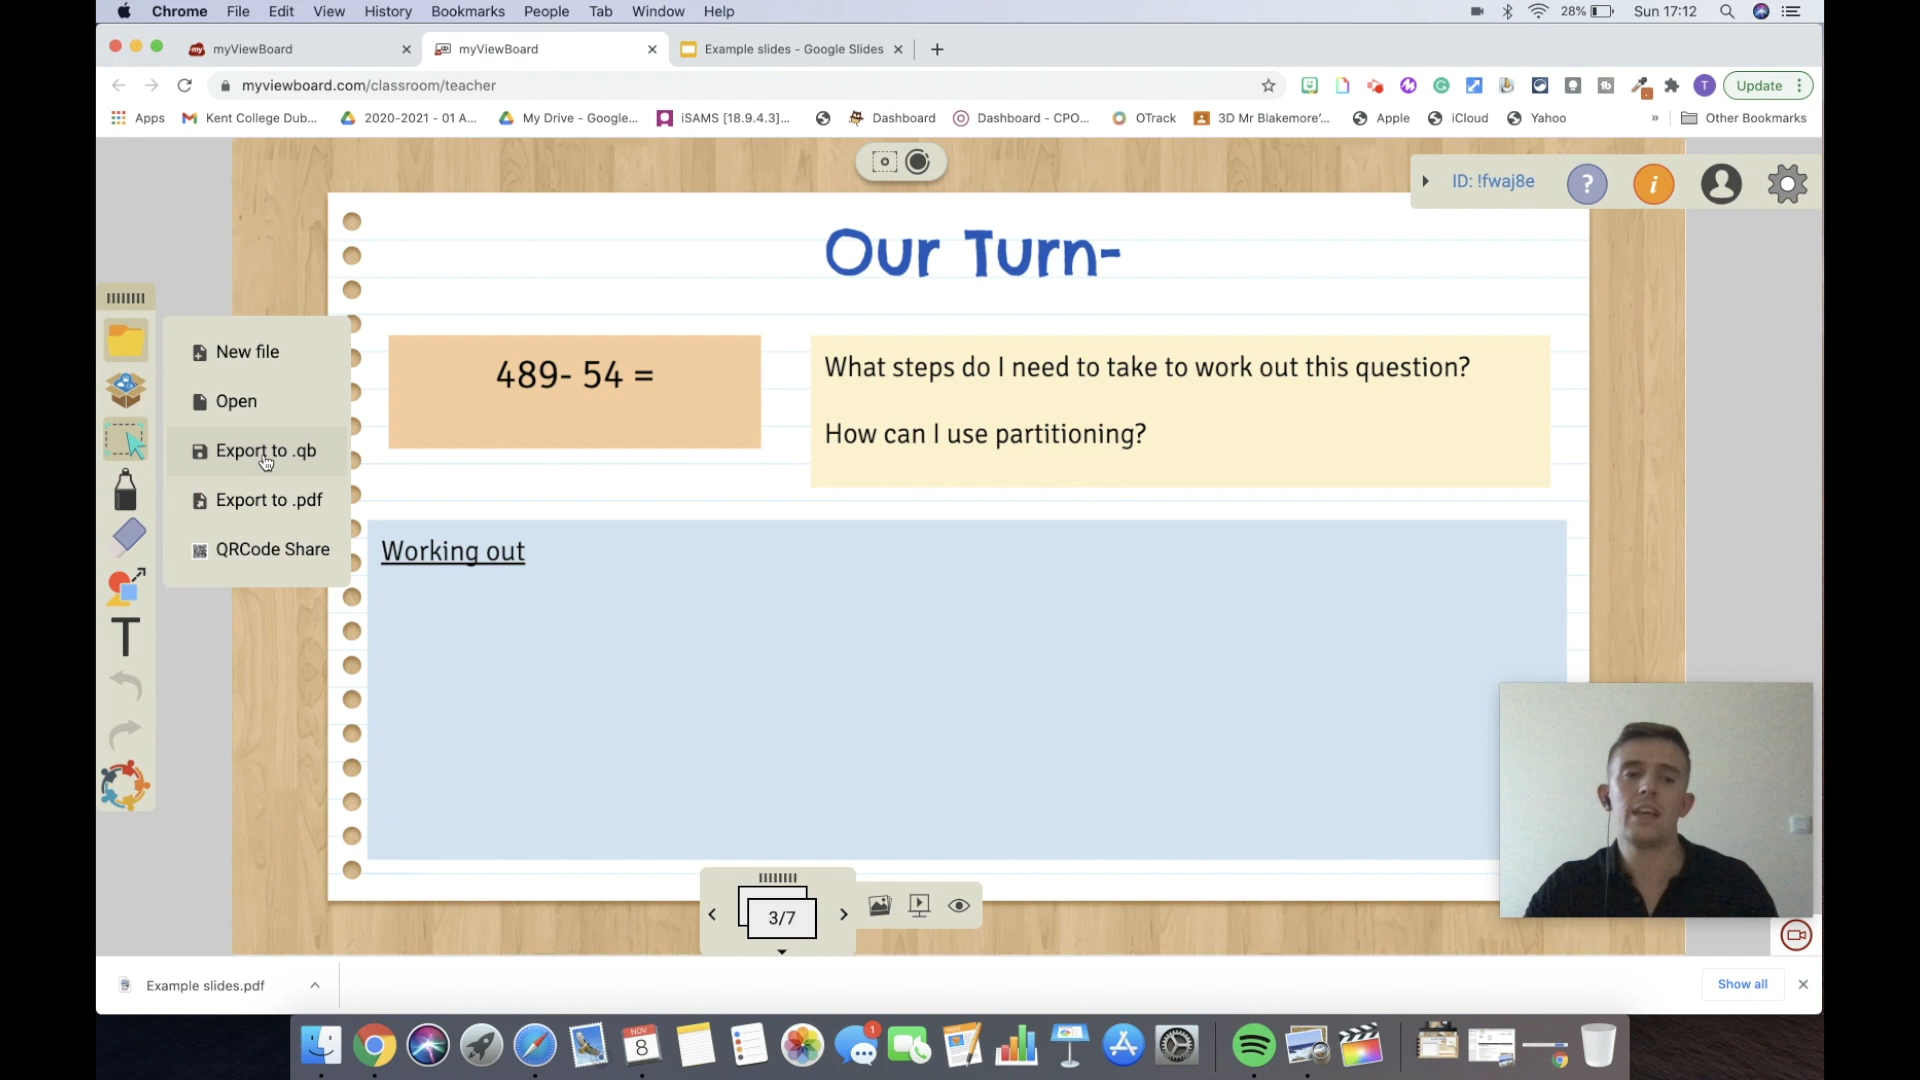 Chrome File Edit View History Bookmarks People Tab Window Help 28% Sun 17:12
myViewBoard myViewBoard Example slides - Google Slides
myviewboard.com/classroom/teacher T Update
Apps Kent College Dub... 2020-2021 - 01 A... My Drive - Google... iSAMS [18.9.4.3]... Dashboard Dashboard - CPO... OTrack 3D Mr Blakemore'... Apple iCloud Yahoo » Other Bookmarks
ID: !fwaj8e
Our Turn-
New file
Open
Export to .qb
Export to .pdf
QRCode Share
489- 54 =
What steps do I need to take to work out this question?
How can I use partitioning?
Working out
T
3/7
Example slides.pdf Show all
NOV
8
1